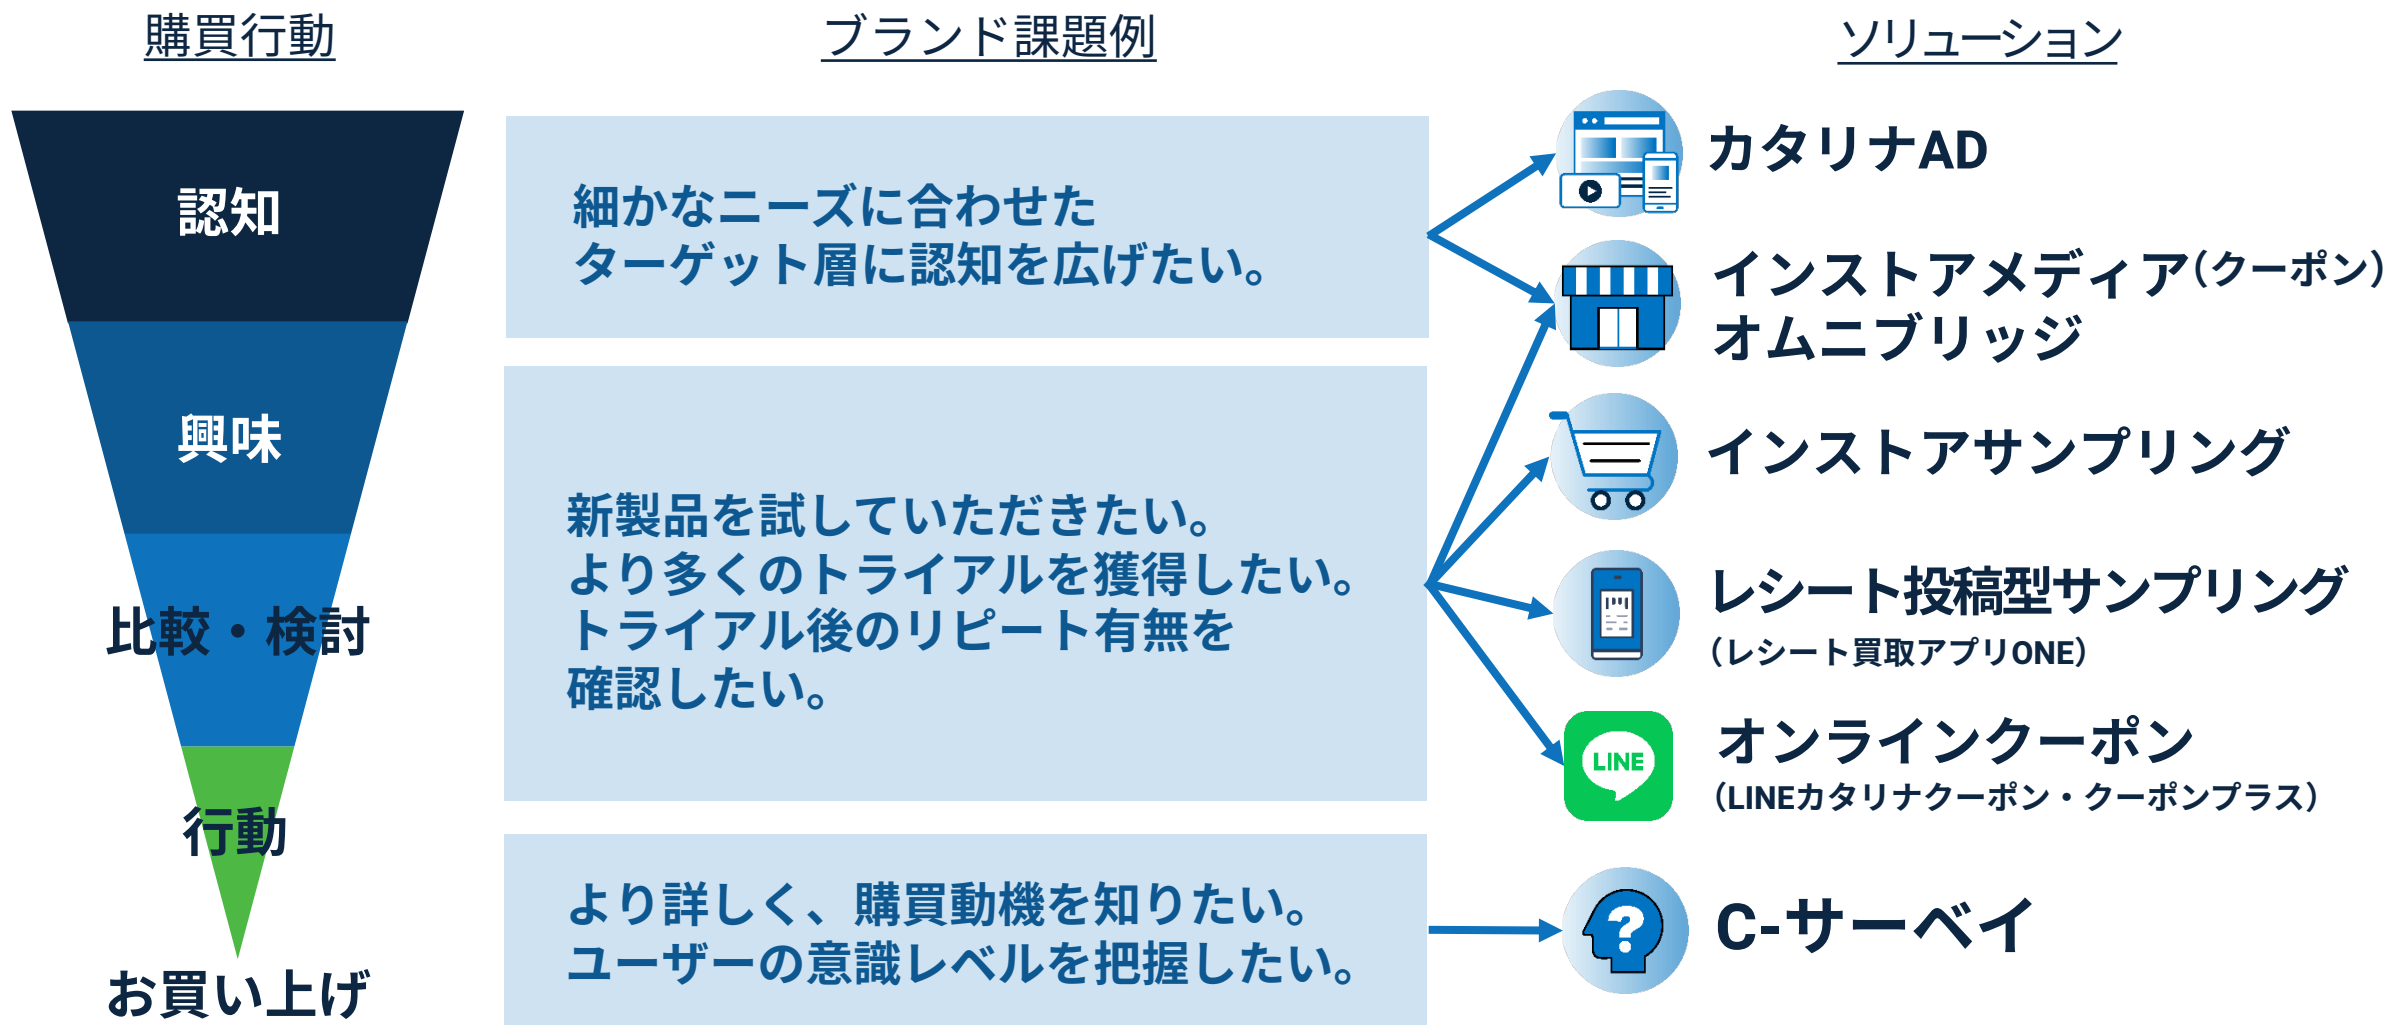 購買行動
ブランド課題例
ソリューション
認知
興味
比較・検討
行動
お買い上げ
細かなニーズに合わせた
ターゲット層に認知を広げたい。
新製品を試していただきたい。
より多くのトライアルを獲得したい。
トライアル後のリピート有無を
確認したい。
より詳しく、購買動機を知りたい。
ユーザーの意識レベルを把握したい。
カタリナAD
インストアメディア（クーポン）
オムニブリッジ
インストアサンプリング
レシート投稿型サンプリング
（レシート買取アプリONE）
LINE
オンラインクーポン
（LINEカタリナクーポン・クーポンプラス）
?
C-サーベイ